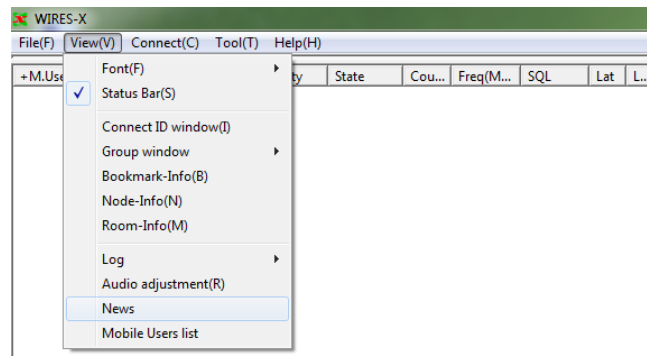 WIRES-X
File(F) View(V) Connect(C) Tool(T) Help(H)
+M.Use ty State Cou... Freq(M... SQL Lat L...
Font(F)
Status Bar(S)
Connect ID window(I)
Group window
Bookmark-Info(B)
Node-Info(N)
Room-Info(M)
Log
Audio adjustment(R)
News
Mobile Users list